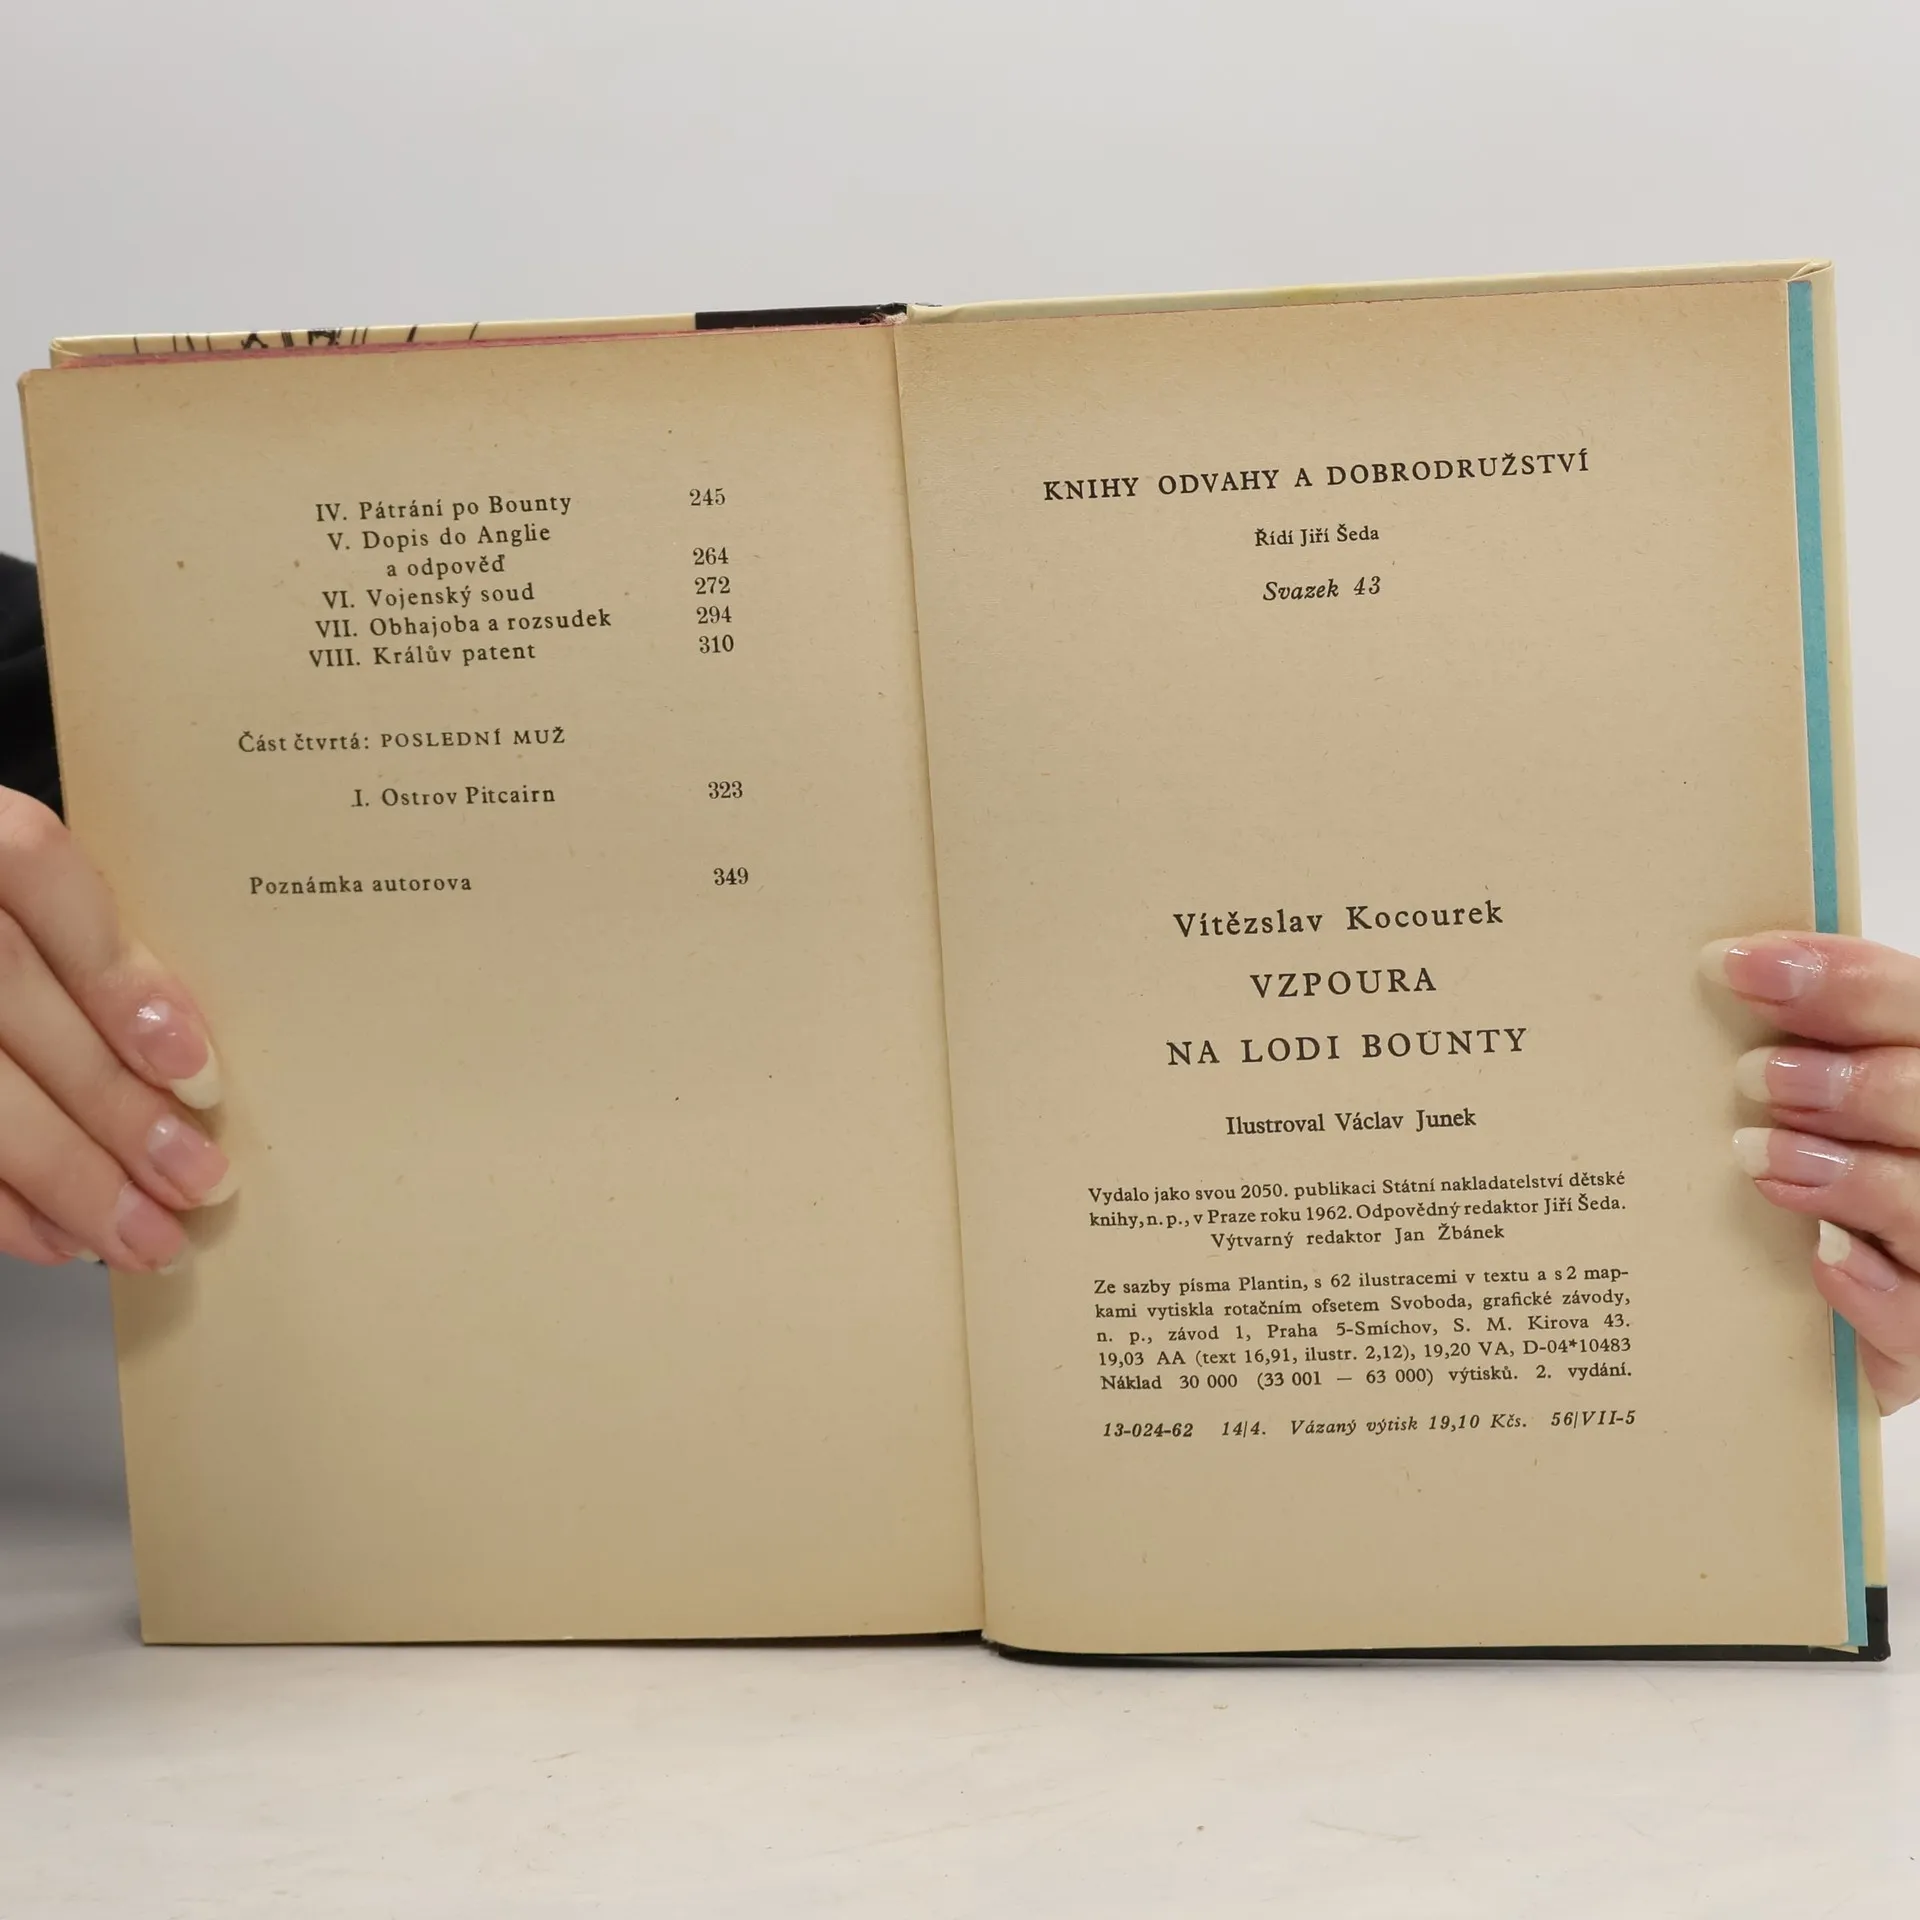 IV. Pátrání po Bounty 245
V. Dopis do Anglie
a odpověď 264
VI. Vojenský soud 272
VII. Obhajoba a rozsudek 294
VIII. Králův patent 310
Část čtvrtá: POSLEDNÍ MUŽ
I. Ostrov Pitcairn 323
Poznámka autorova 349
KNIHY ODVAHY A DOBRODRUŽSTVÍ
Řídí Jiří Šeda
Svazek 43
Vítězslav Kocourek
VZPOURA
NA LODI BOUNTY
Ilustroval Václav Junek
Vydalo jako svou 2050. publikaci Státní nakladatelství dětské
knihy, n. p., v Praze roku 1962. Odpovědný redaktor Jiří Šeda.
Výtvarný redaktor Jan Žbánek
Ze sazby písma Plantin, s 62 ilustracemi v textu a s 2 map-
kami vytiskla rotačním ofsetem Svoboda, grafické závody,
n. p., závod 1, Praha 5-Smíchov, S. M. Kirova 43.
19,03 AA (text 16,91, ilustr. 2,12), 19,20 VA, D-04*10483
Náklad 30 000 (33 001 — 63 000) výtisků. 2. vydání.
13-024-62 14/4. Vázaný výtisk 19,10 Kčs. 56/VII-5